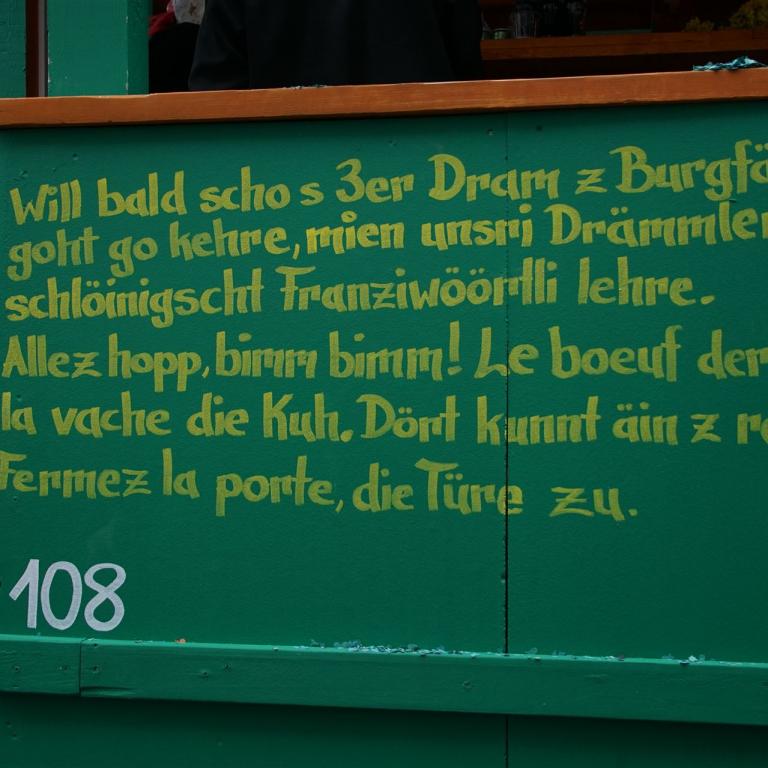 Will bald scho s 3er Dram z
goht go kehre, mien unsri Drämmler
schlöinigscht Franziwöörtli lehre.
Allez hopp, bimm bimm! Le boeuf der
la vache die Kuh. Dört kunnt äin z
Fermez la porte, die Türe zu.
108